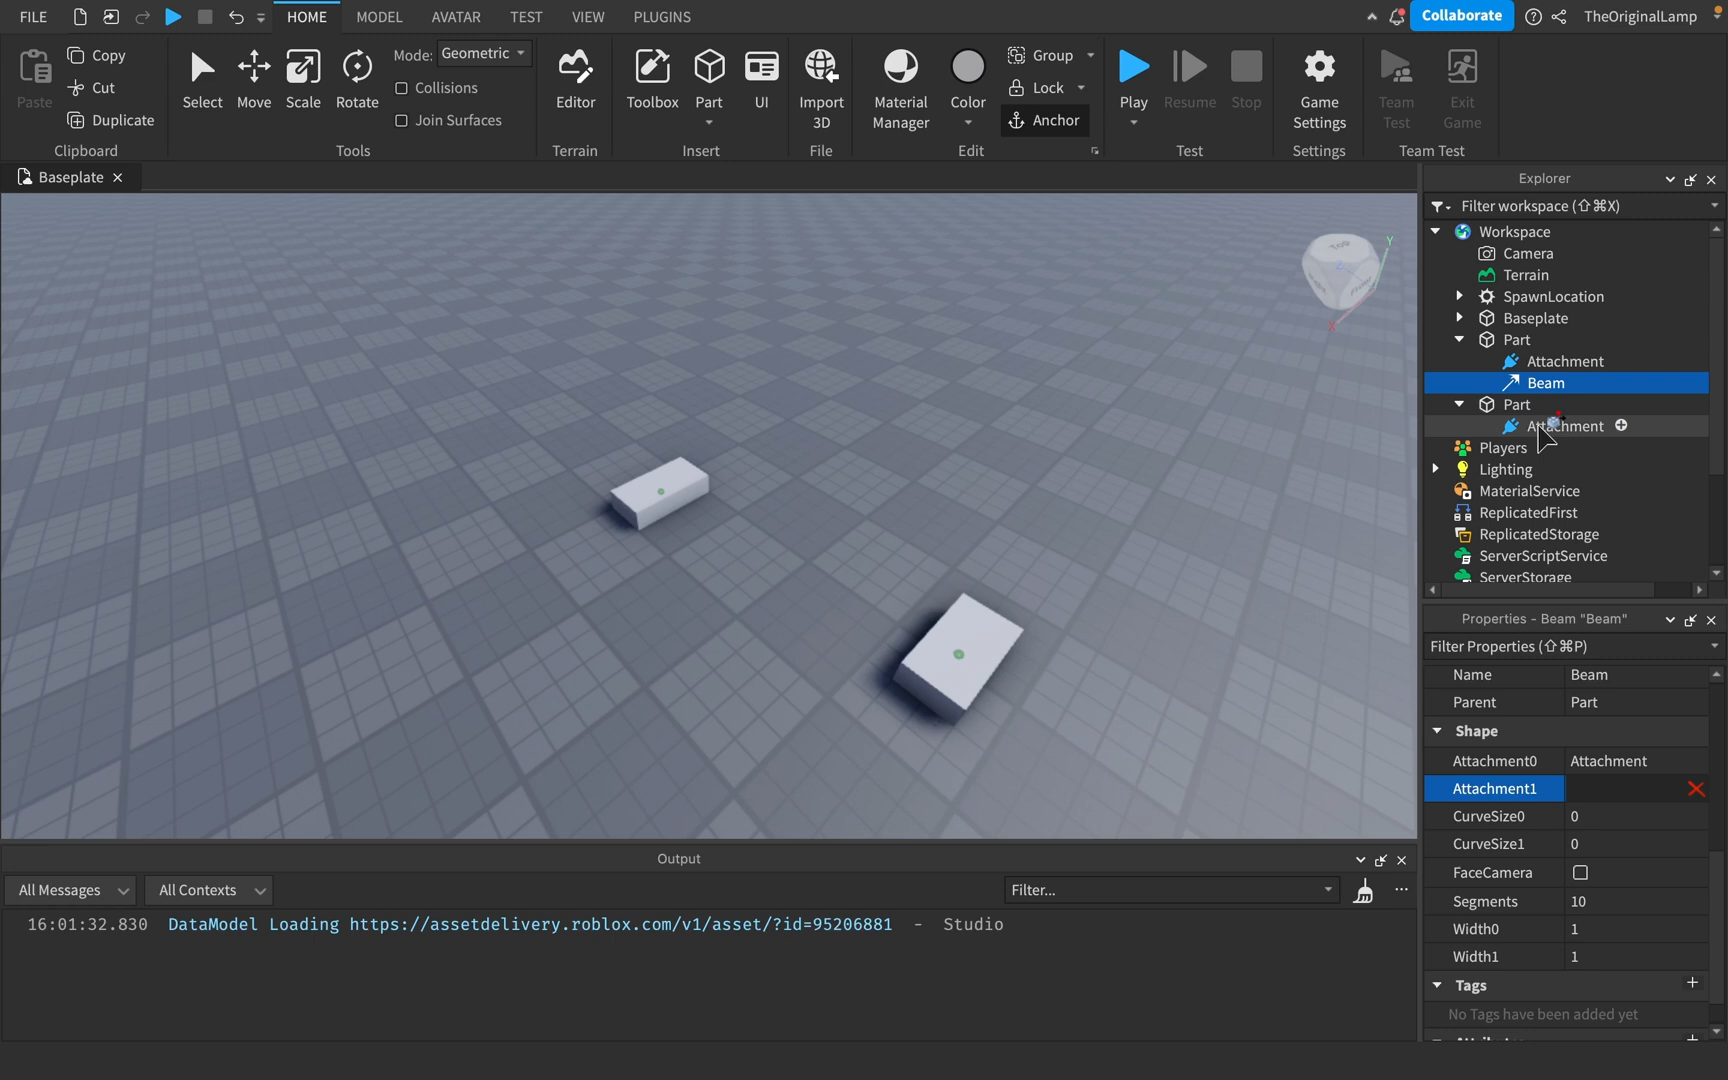 FILE HOME MODEL AVATAR TEST VIEW PLUGINS Collaborate TheOriginalLamp
Paste Copy Cut Duplicate Clipboard
Select Move Scale Rotate Mode: Geometric Collisions Join Surfaces Tools
Editor Terrain
Toolbox Part UI Insert
Import 3D File
Material Manager Color Group Lock Anchor Edit
Play Resume Stop Test
Game Settings Settings
Team Test Exit Game Team Test
Baseplate
Top
Front
Y
X
Z
Explorer
Filter workspace (⇧⌘X)
Workspace
Camera
Terrain
SpawnLocation
Baseplate
Part
Attachment
Beam
Part
Attachment
Players
Lighting
MaterialService
ReplicatedFirst
ReplicatedStorage
ServerScriptService
ServerStorage
Properties - Beam "Beam"
Filter Properties (⇧⌘P)
Name Beam
Parent Part
Shape
Attachment0 Attachment
Attachment1
CurveSize0 0
CurveSize1 0
FaceCamera
Segments 10
Width0 1
Width1 1
Tags
No Tags have been added yet
Output
All Messages All Contexts Filter...
16:01:32.830 DataModel Loading https://assetdelivery.roblox.com/v1/asset/?id=95206881 - Studio